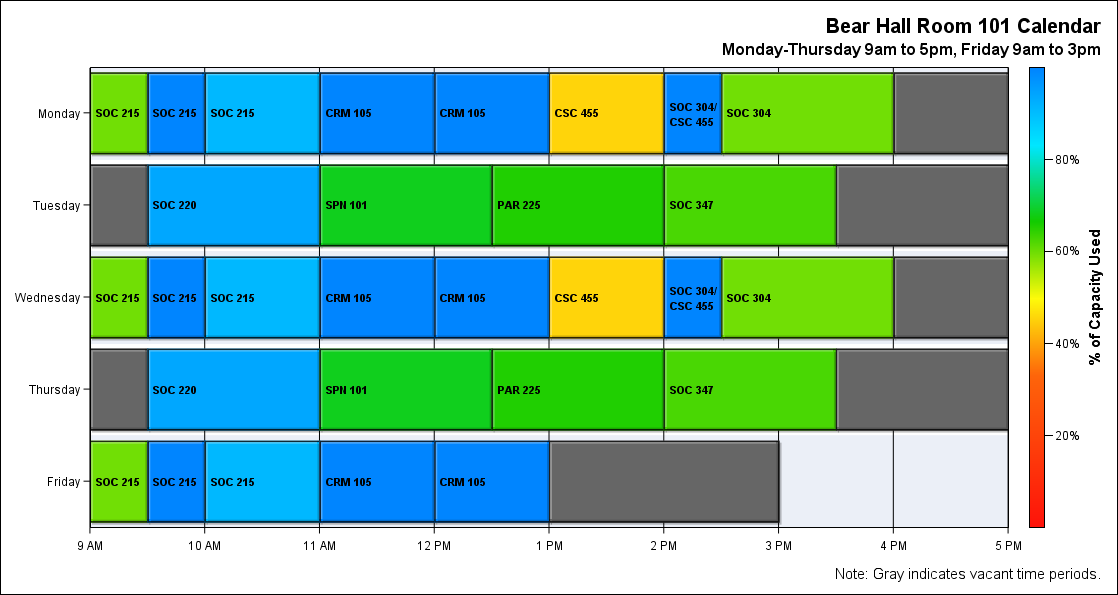 Bear Hall Room 101 Calendar
Monday-Thursday 9am to 5pm, Friday 9am to 3pm
Monday
SOC 215
SOC 215
SOC 215
CRM 105
CRM 105
CSC 455
SOC 304/
CSC 455
SOC 304
Tuesday
SOC 220
SPN 101
PAR 225
SOC 347
Wednesday
SOC 215
SOC 215
SOC 215
CRM 105
CRM 105
CSC 455
SOC 304/
CSC 455
SOC 304
Thursday
SOC 220
SPN 101
PAR 225
SOC 347
Friday
SOC 215
SOC 215
SOC 215
CRM 105
CRM 105
9 AM
10 AM
11 AM
12 PM
1 PM
2 PM
3 PM
4 PM
5 PM
80%
60%
40%
20%
% of Capacity Used
Note: Gray indicates vacant time periods.